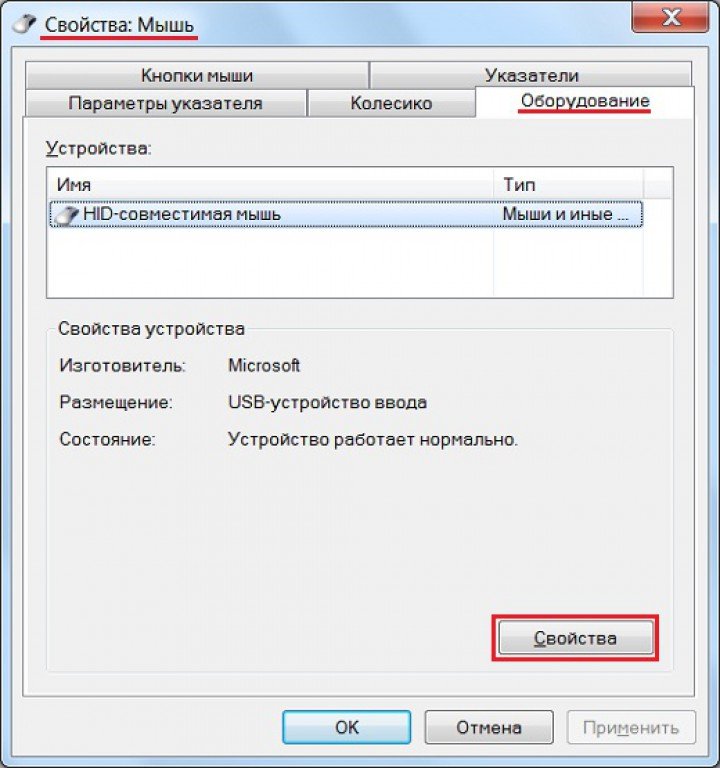 Свойства: Мышь
Кнопки мыши
Указатели
Параметры указателя
Колесико
Оборудование
Устройства:
Имя
Тип
HID-совместимая мышь
Мыши и иные ...
Свойства устройства
Изготовитель: Microsoft
Размещение: USB-устройство ввода
Состояние: Устройство работает нормально.
Свойства
ОК
Отмена
Применить